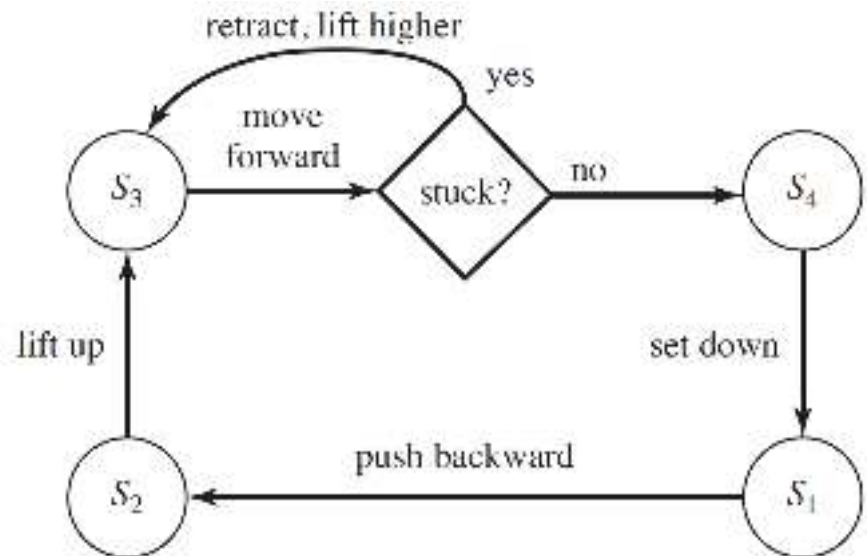 retract, lift higher
yes
move
forward
S₃
stuck?
no
S₄
lift up
set down
push backward
S₂
S₁